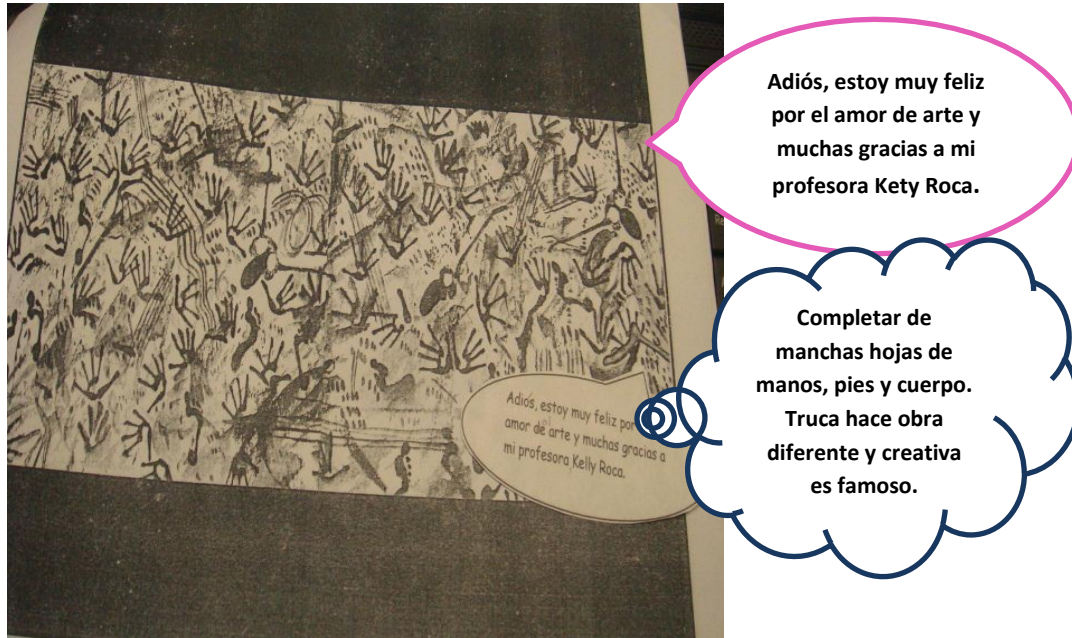 Adiós, estoy muy feliz
por el amor de arte y
muchas gracias a mi
profesora Kety Roca.
Completar de
manchas hojas de
manos, pies y cuerpo.
Truca hace obra
diferente y creativa
es famoso.
Adiós, estoy muy feliz por
amor de arte y muchas gracias a
mi profesora Kelly Roca.